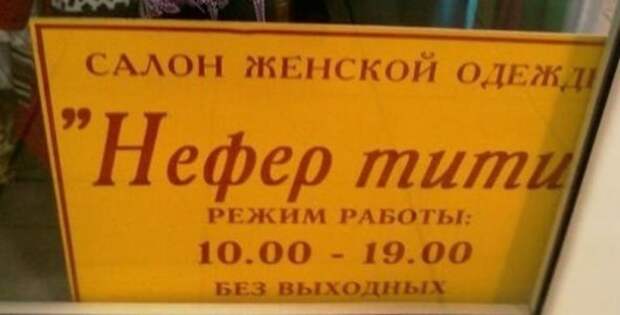 САЛОН ЖЕНСКОЙ ОДЕЖД
"Нефер тити
РЕЖИМ РАБОТЫ:
10.00 - 19.00
БЕЗ ВЫХОДНЫХ